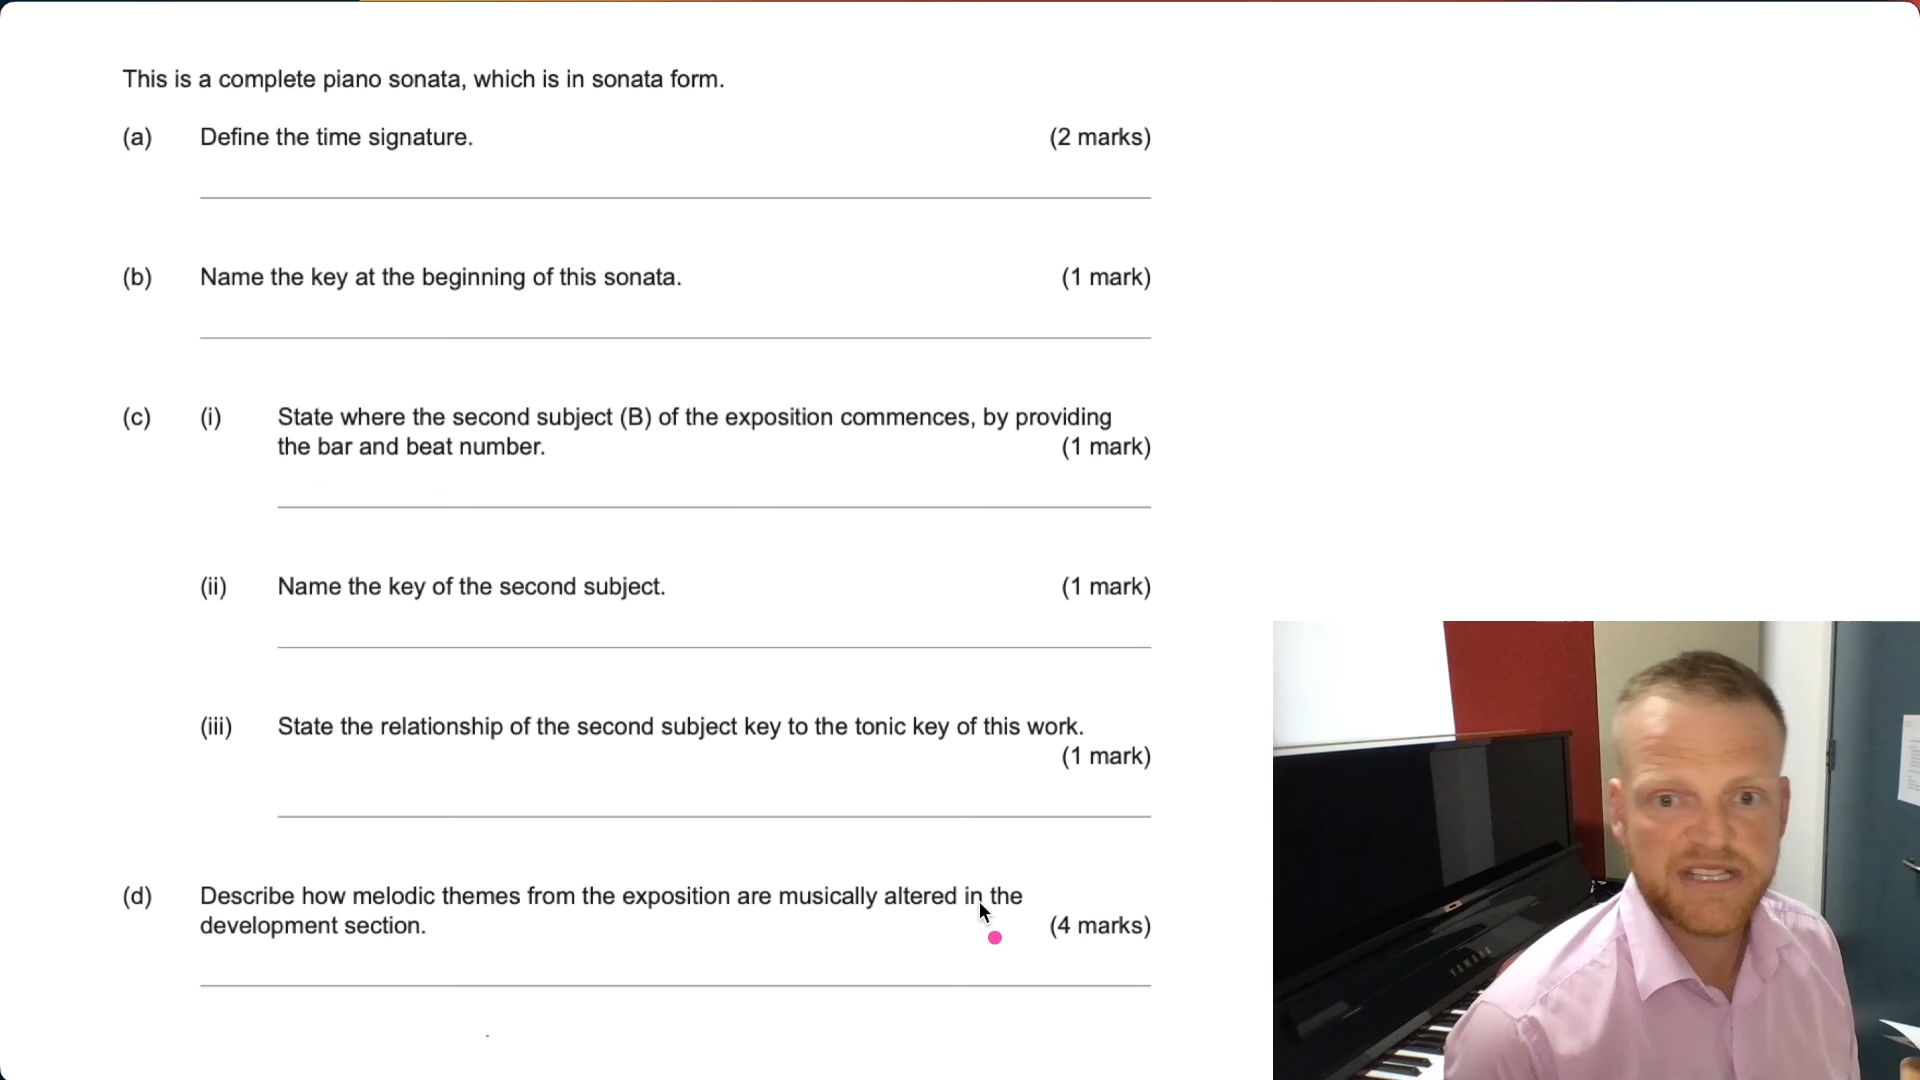 This is a complete piano sonata, which is in sonata form.
(a) Define the time signature. (2 marks)
(b) Name the key at the beginning of this sonata. (1 mark)
(c) (i) State where the second subject (B) of the exposition commences, by providing
the bar and beat number. (1 mark)
(ii) Name the key of the second subject. (1 mark)
(iii) State the relationship of the second subject key to the tonic key of this work.
(1 mark)
(d) Describe how melodic themes from the exposition are musically altered in the
development section. (4 marks)
YAMAHA